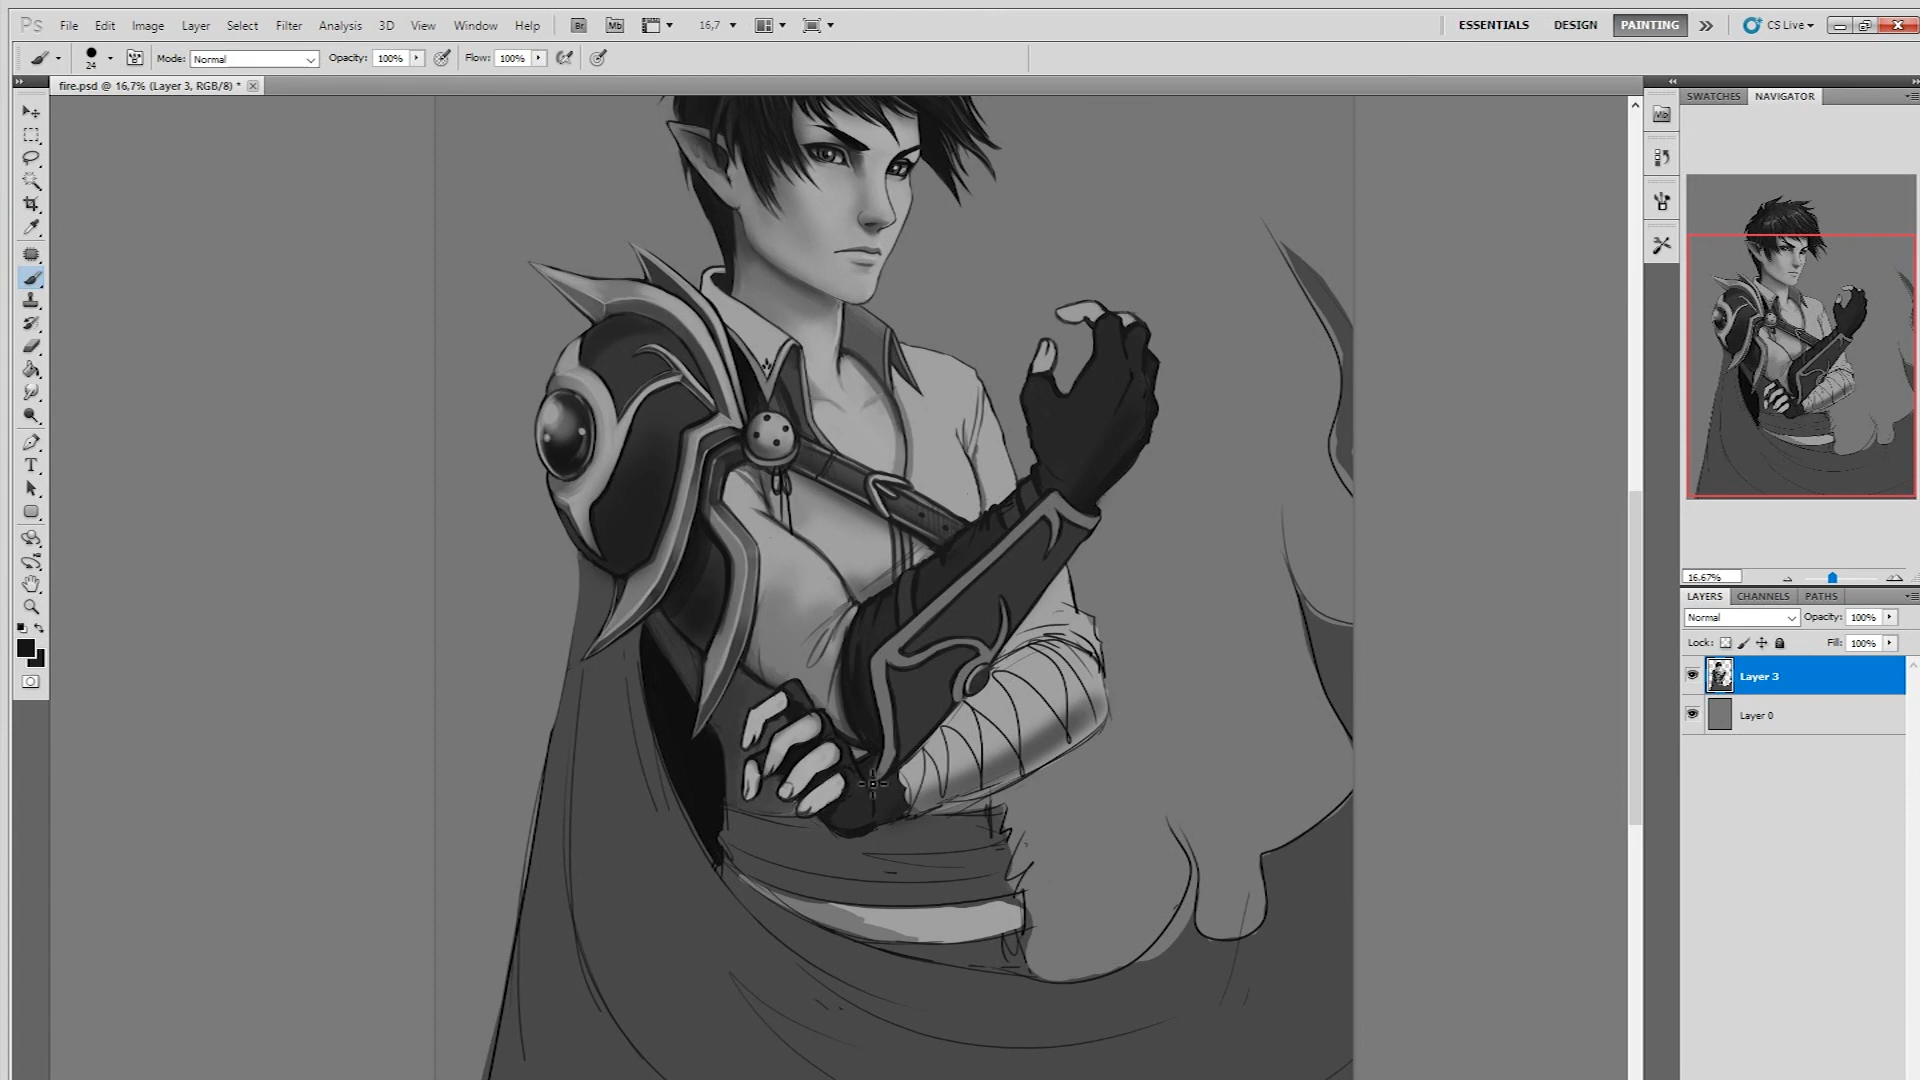 Ps File Edit Image Layer Select Filter Analysis 3D View Window Help Br Mb 16,7 ESSENTIALS DESIGN PAINTING CS Live
24 Mode: Normal Opacity: 100% Flow: 100%
fire.psd @ 16,7% (Layer 3, RGB/8) *
SWATCHES NAVIGATOR
Mb
T
16.67%
LAYERS CHANNELS PATHS
Normal Opacity: 100%
Lock: Fill: 100%
Layer 3
Layer 0